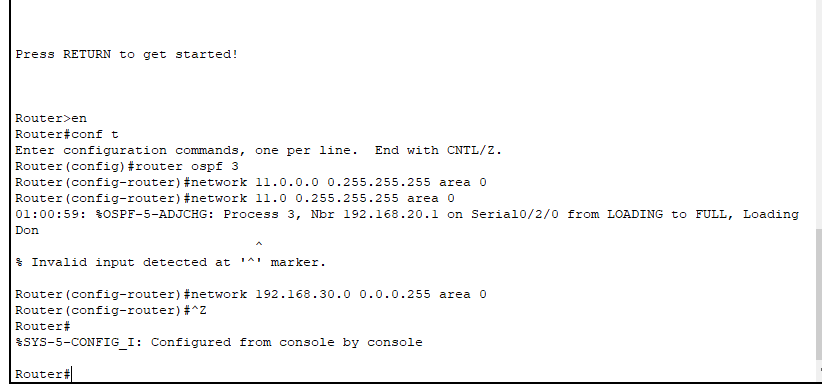 Press RETURN to get started!
Router>en
Router#conf t
Enter configuration commands, one per line.  End with CNTL/Z.
Router(config)#router ospf 3
Router(config-router)#network 11.0.0.0 0.255.255.255 area 0
Router(config-router)#network 11.0 0.255.255.255 area 0
01:00:59: %OSPF-5-ADJCHG: Process 3, Nbr 192.168.20.1 on Serial0/2/0 from LOADING to FULL, Loading
Don
^
% Invalid input detected at '^' marker.
Router(config-router)#network 192.168.30.0 0.0.0.255 area 0
Router(config-router)#^Z
Router#
%SYS-5-CONFIG_I: Configured from console by console
Router#